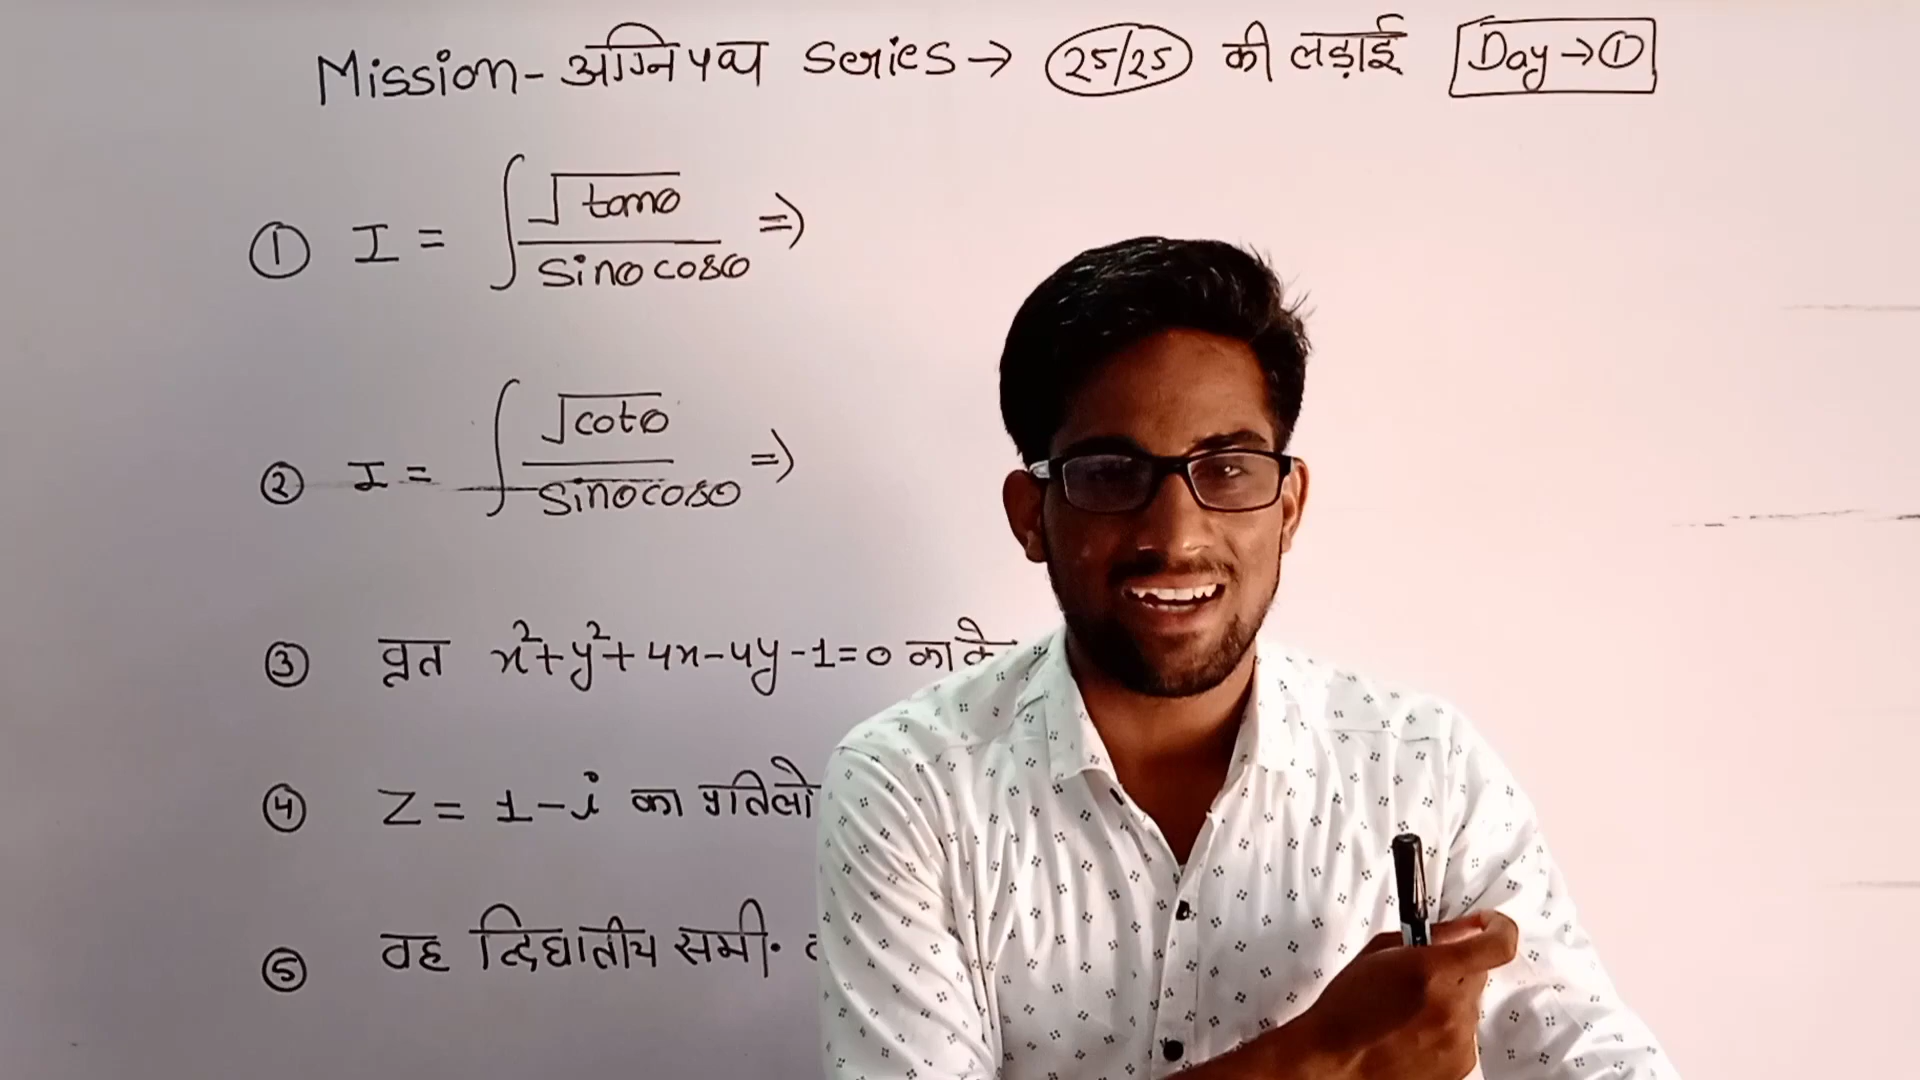 Mission - अग्निपथ Series → 25/25 की लड़ाई Day → ①
① I = ∫ √tanθ / sinθ cosθ ⇒
② I = ∫ √cotθ / sinθ cosθ ⇒
③ वृत x²+y²+4x-4y-1=0 का के
④ Z = 1-i का प्रतिलो
⑤ वह द्विघातीय समी.